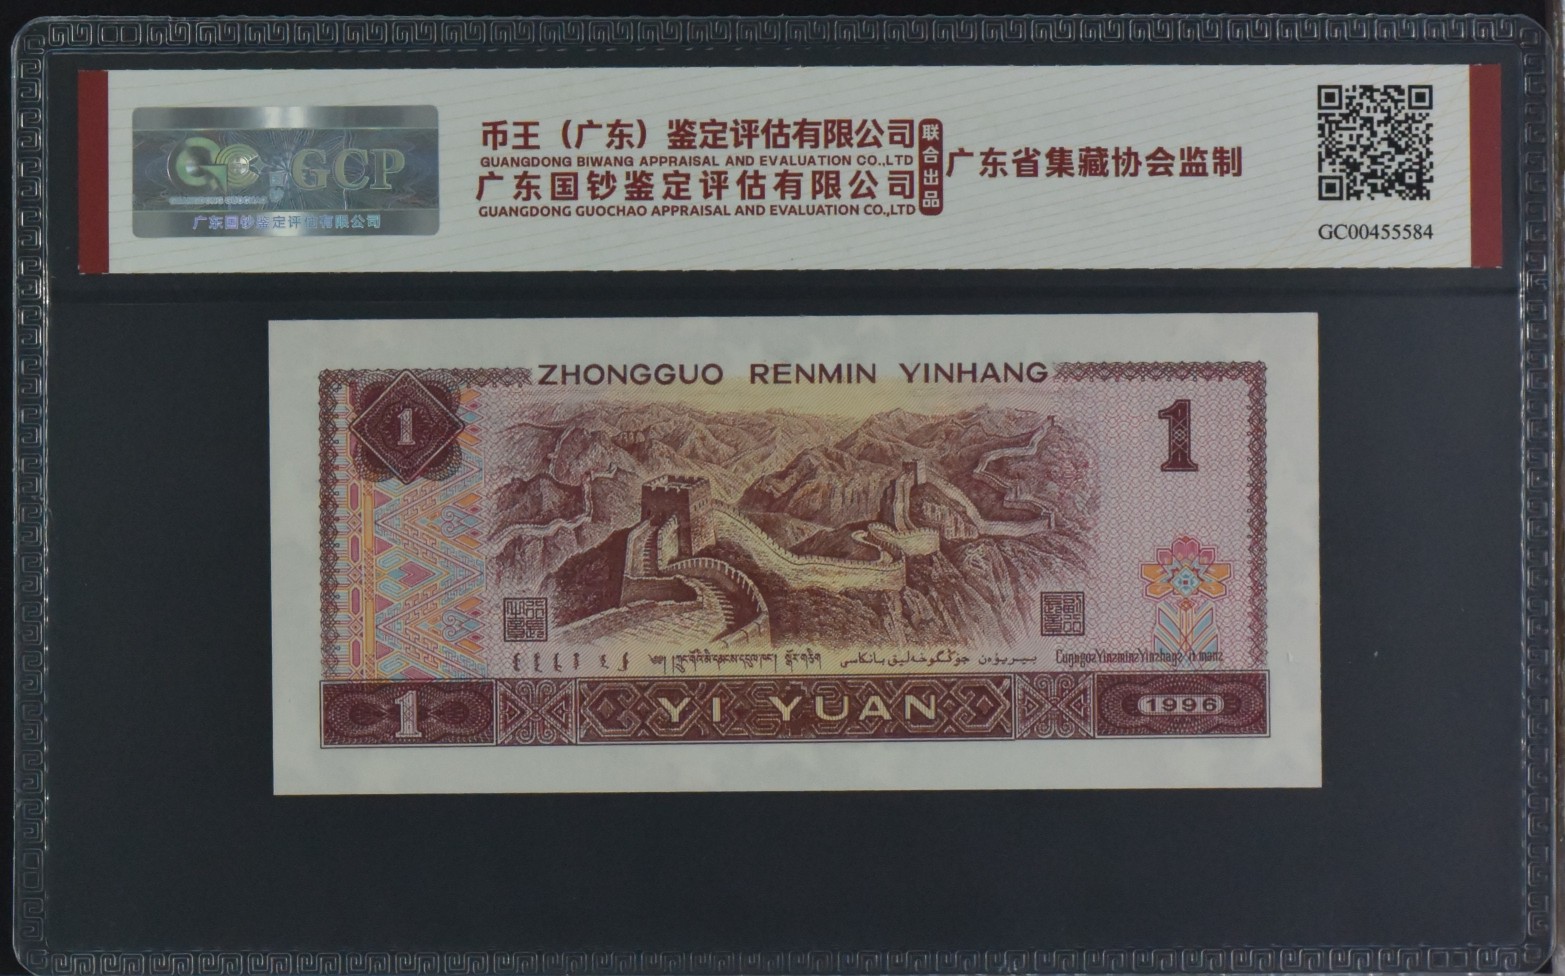 GCP
广东国钞鉴定评估有限公司
币王（广东）鉴定评估有限公司
GUANGDONG BIWANG APPRAISAL AND EVALUATION CO.,LTD
广东国钞鉴定评估有限公司
GUANGDONG GUOCHAO APPRAISAL AND EVALUATION CO.,LTD
联合出品
广东省集藏协会监制
GC00455584
ZHONGGUO RENMIN YINHANG
1
1
1
YI YUAN
1996